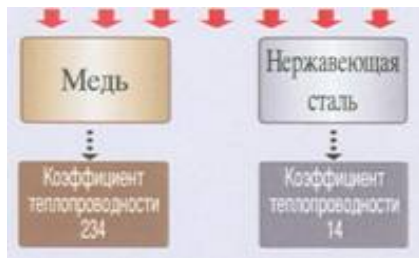 Медь
Нержавеющая
сталь
Коэффициент
теплопроводности
234
Коэффициент
теплопроводности
14